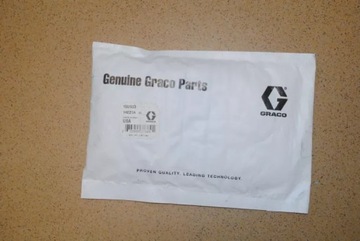 Genuine Graco Parts
GRACO
PROVEN QUALITY. LEADING TECHNOLOGY.